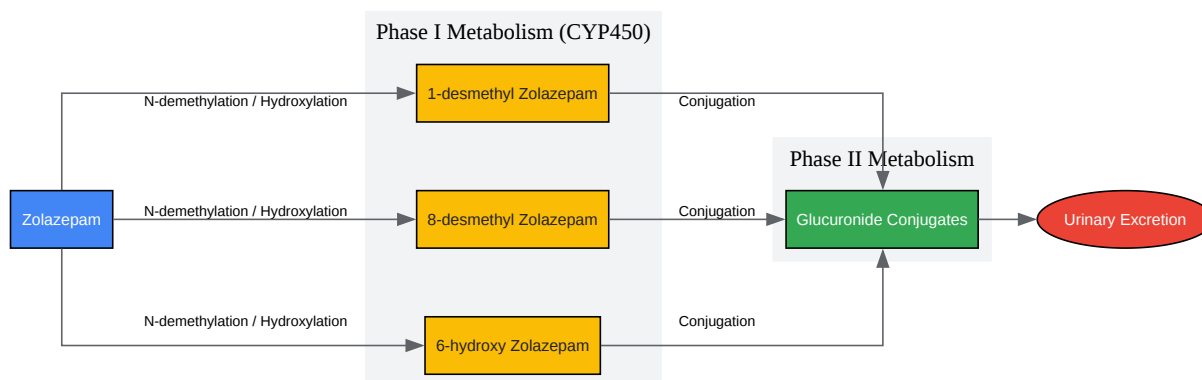 Phase I Metabolism (CYP450)
N-demethylation / Hydroxylation
1-desmethyl Zolazepam
Conjugation
Phase II Metabolism
Zolazepam
N-demethylation / Hydroxylation
8-desmethyl Zolazepam
Conjugation
Glucuronide Conjugates
Urinary Excretion
N-demethylation / Hydroxylation
6-hydroxy Zolazepam
Conjugation